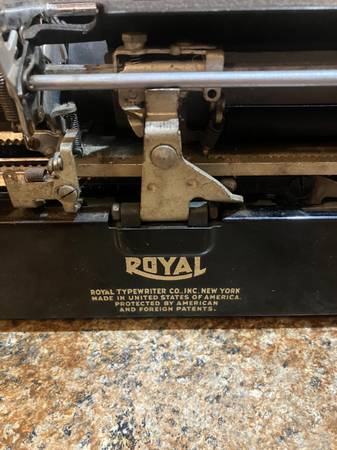 ROYAL
ROYAL TYPEWRITER CO., INC. NEW YORK
MADE IN UNITED STATES OF AMERICA.
PROTECTED BY AMERICAN
AND FOREIGN PATENTS.